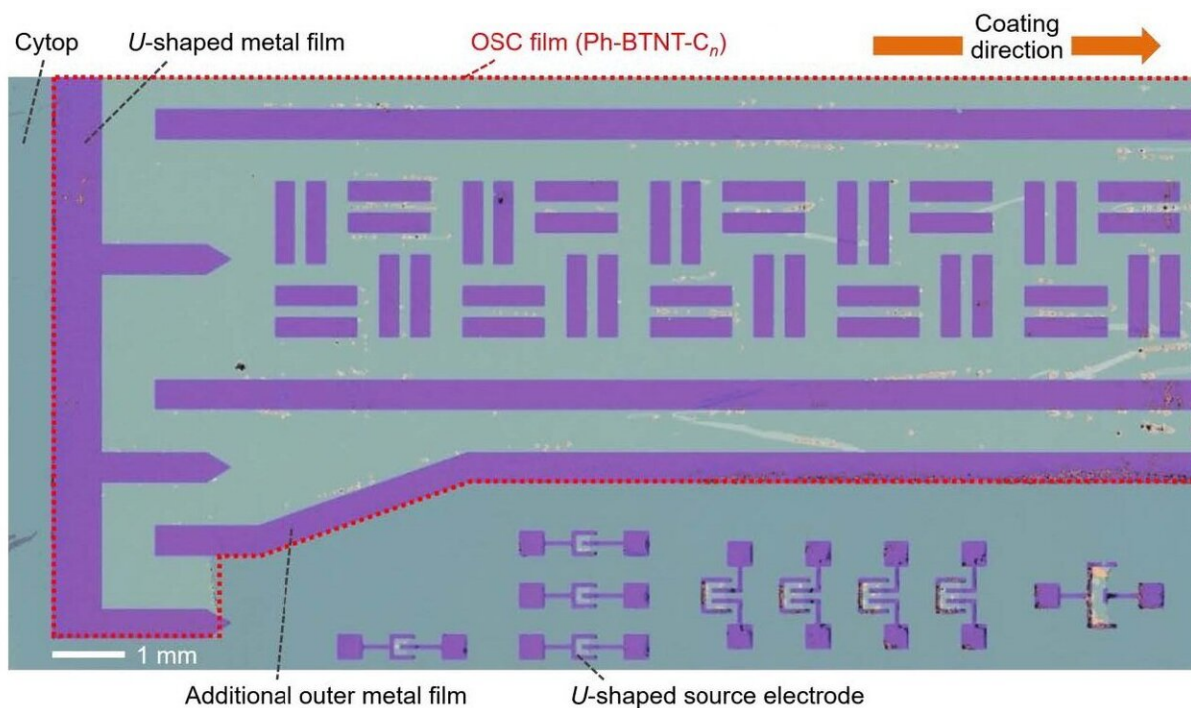 Cytop
U-shaped metal film
OSC film (Ph-BTNT-Cn)
Coating
direction
1 mm
Additional outer metal film
U-shaped source electrode